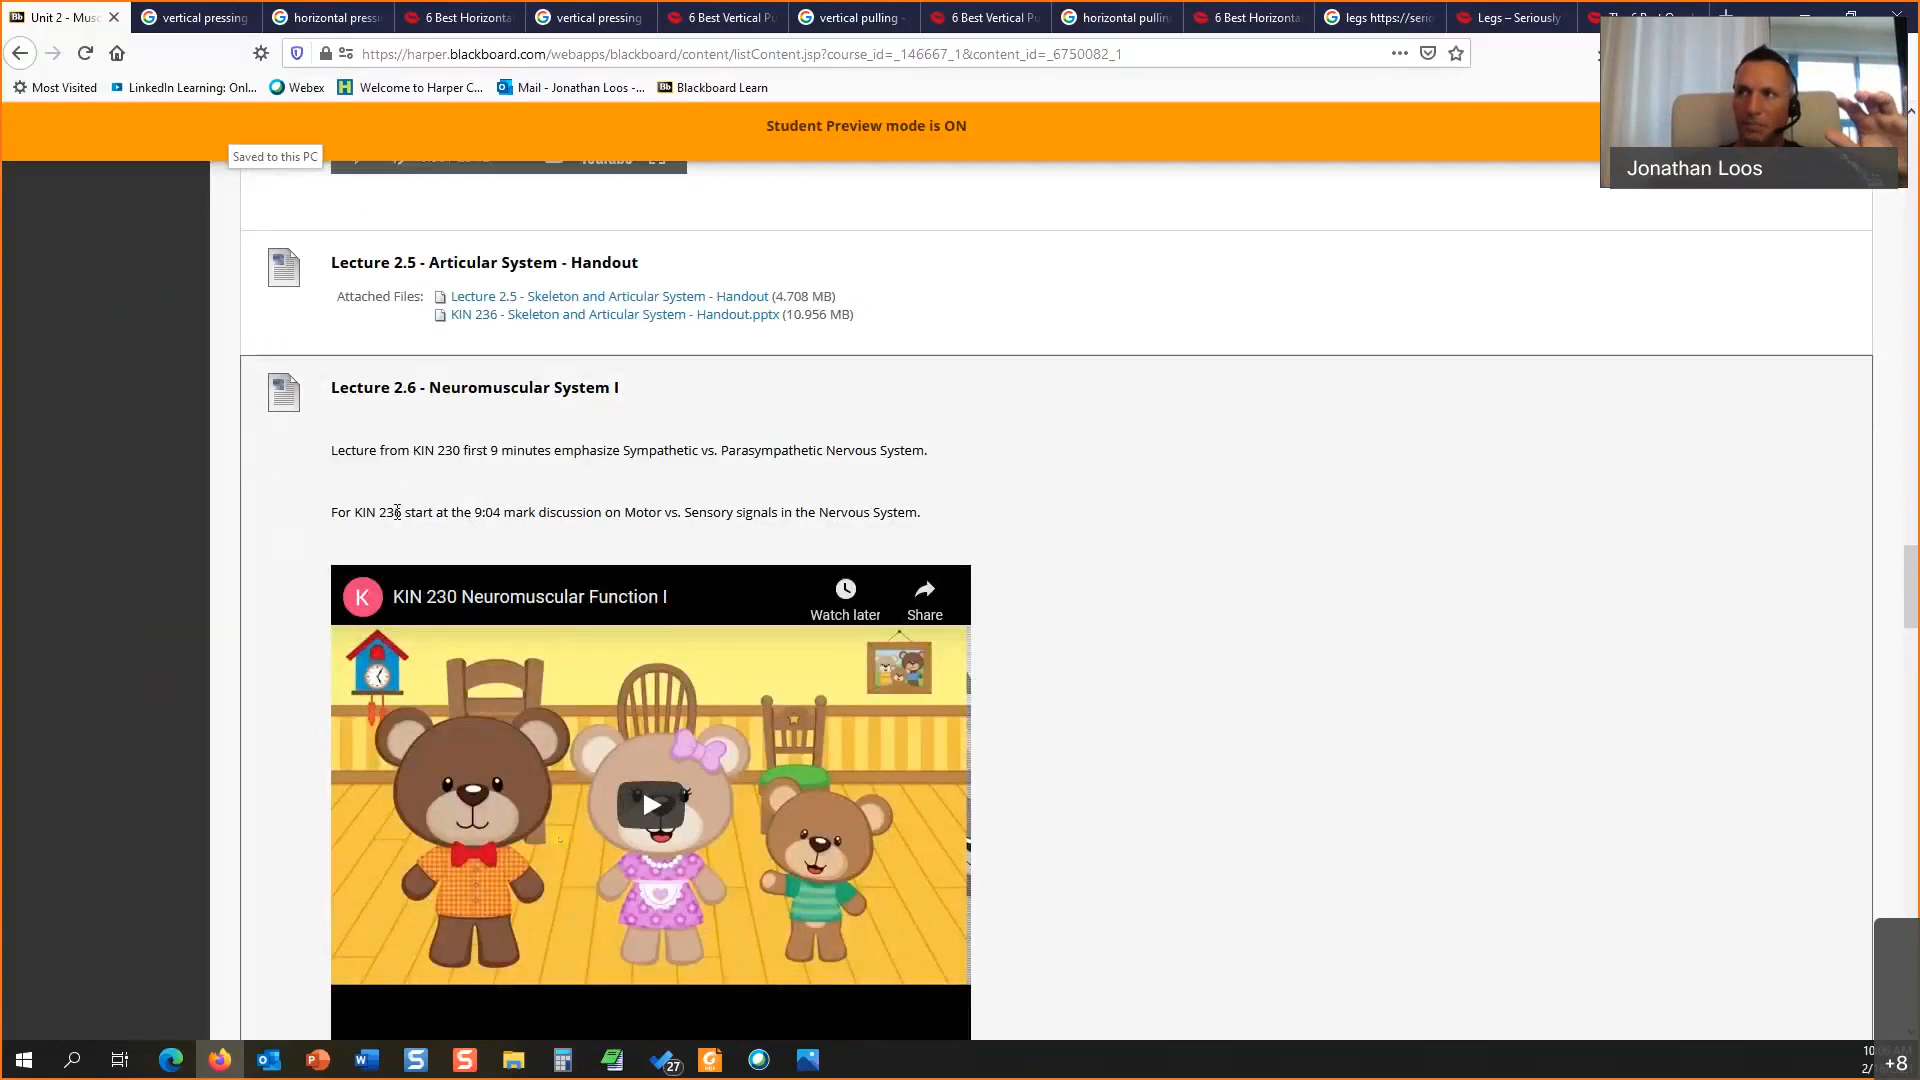 Unit 2 - Musc
vertical pressing
horizontal pressi
6 Best Horizonta
vertical pressing
6 Best Vertical Pu
vertical pulling -
6 Best Vertical Pu
horizontal pullin
6 Best Horizonta
legs https://serio
Legs – Seriously
https://harper.blackboard.com/webapps/blackboard/content/listContent.jsp?course_id=_146667_1&content_id=_6750082_1
Most Visited
LinkedIn Learning: Onl...
Webex
Welcome to Harper C...
Mail - Jonathan Loos -...
Blackboard Learn
Student Preview mode is ON
Saved to this PC
Jonathan Loos
Lecture 2.5 - Articular System - Handout
Attached Files: Lecture 2.5 - Skeleton and Articular System - Handout (4.708 MB)
KIN 236 - Skeleton and Articular System - Handout.pptx (10.956 MB)
Lecture 2.6 - Neuromuscular System I
Lecture from KIN 230 first 9 minutes emphasize Sympathetic vs. Parasympathetic Nervous System.
For KIN 236 start at the 9:04 mark discussion on Motor vs. Sensory signals in the Nervous System.
K
KIN 230 Neuromuscular Function I
Watch later
Share
27
+8